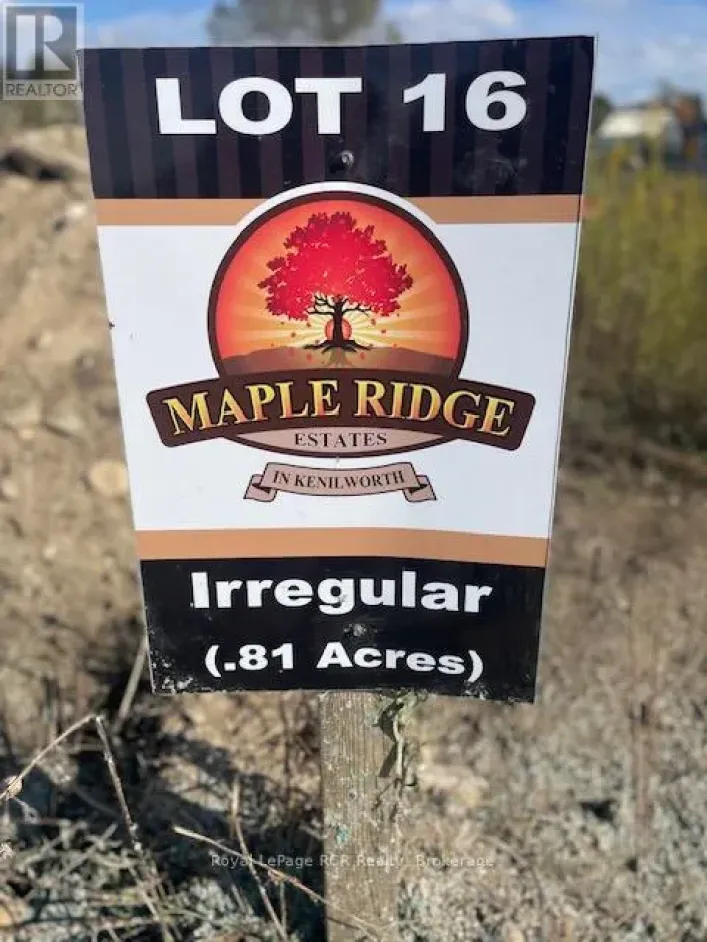 R
REALTOR
LOT 16
MAPLE RIDGE
ESTATES
IN KENILWORTH
Irregular
(.81 Acres)
Royal LePage RCR Realty, Brokerage